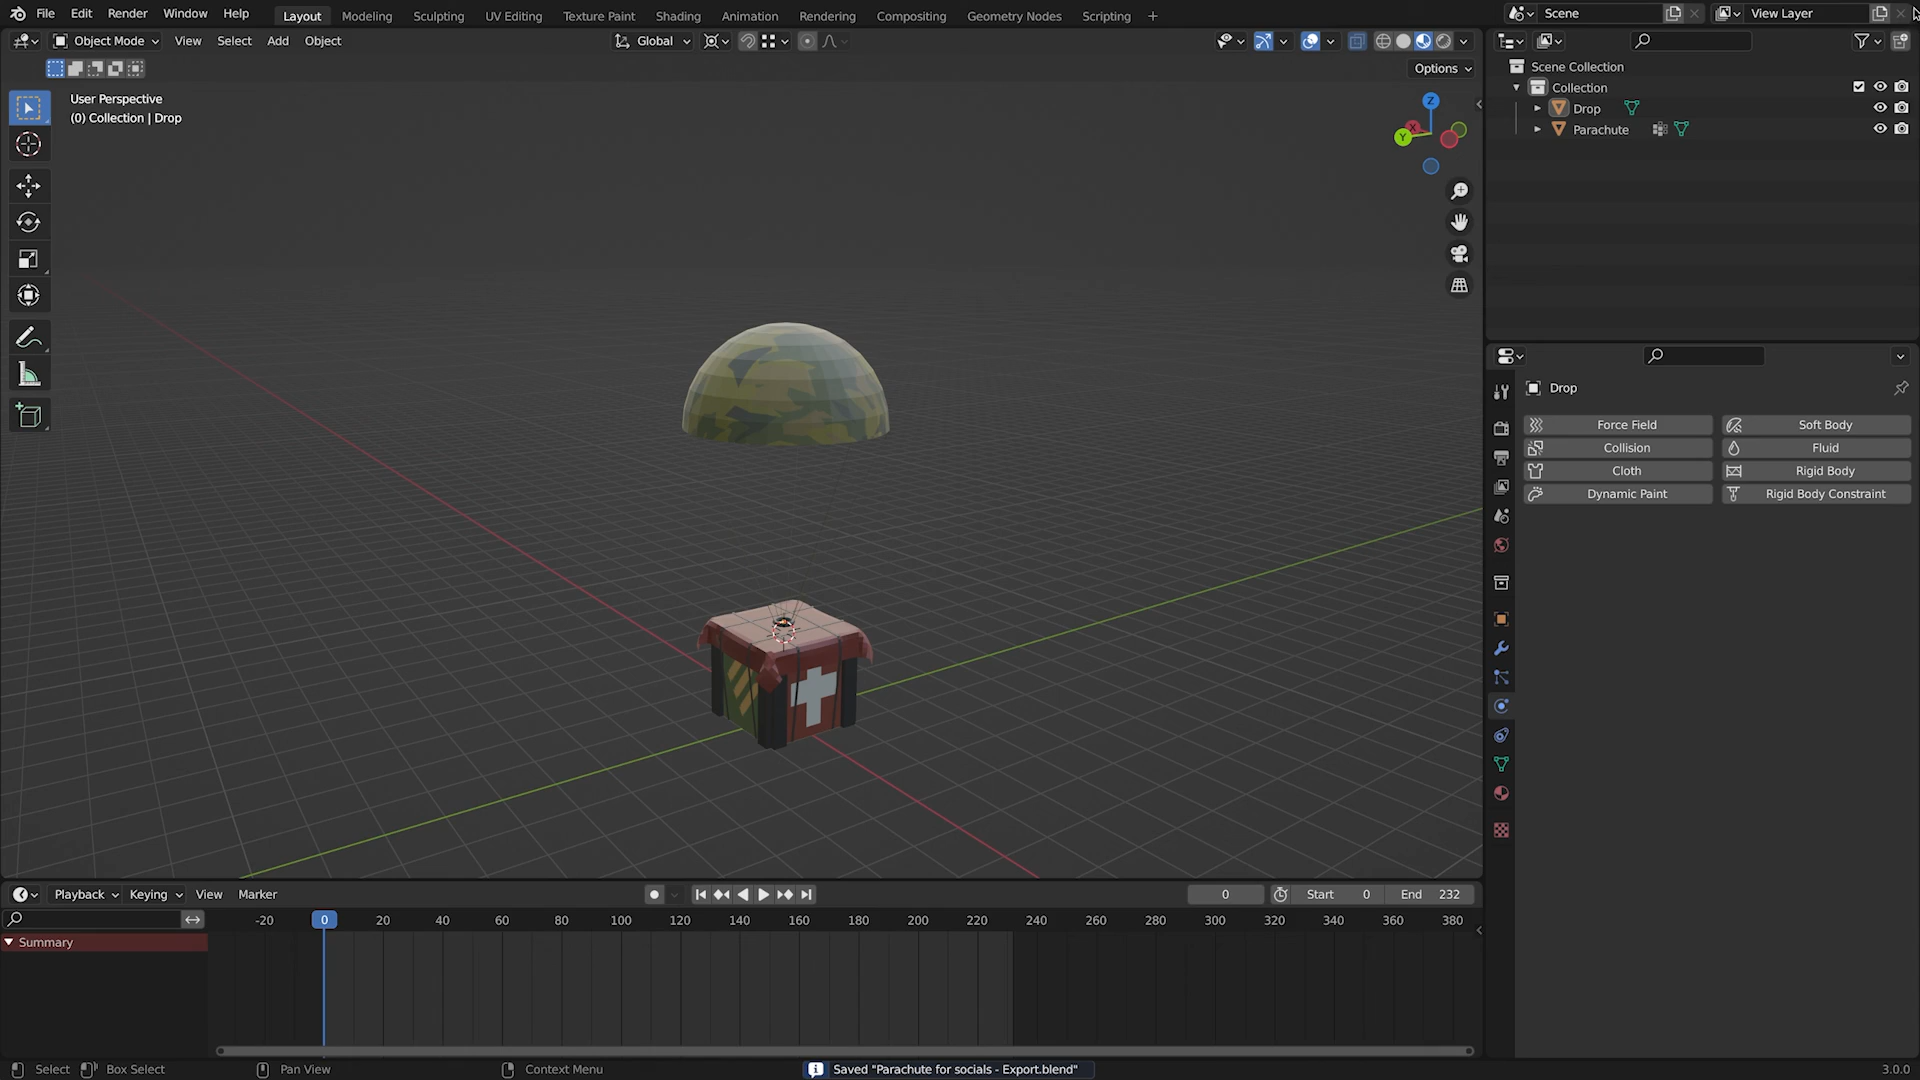 File Edit Render Window Help Layout Modeling Sculpting UV Editing Texture Paint Shading Animation Rendering Compositing Geometry Nodes Scripting + Scene View Layer
Object Mode View Select Add Object Global
Options
User Perspective
(0) Collection | Drop
Z
X
Y
Scene Collection
Collection
Drop
Parachute
Drop
Force Field Soft Body
Collision Fluid
Cloth Rigid Body
Dynamic Paint Rigid Body Constraint
Playback Keying View Marker 0 Start 0 End 232
-20 0 20 40 60 80 100 120 140 160 180 200 220 240 260 280 300 320 340 360 380
Summary
Select Box Select Pan View Context Menu Saved "Parachute for socials - Export.blend" 3.0.0